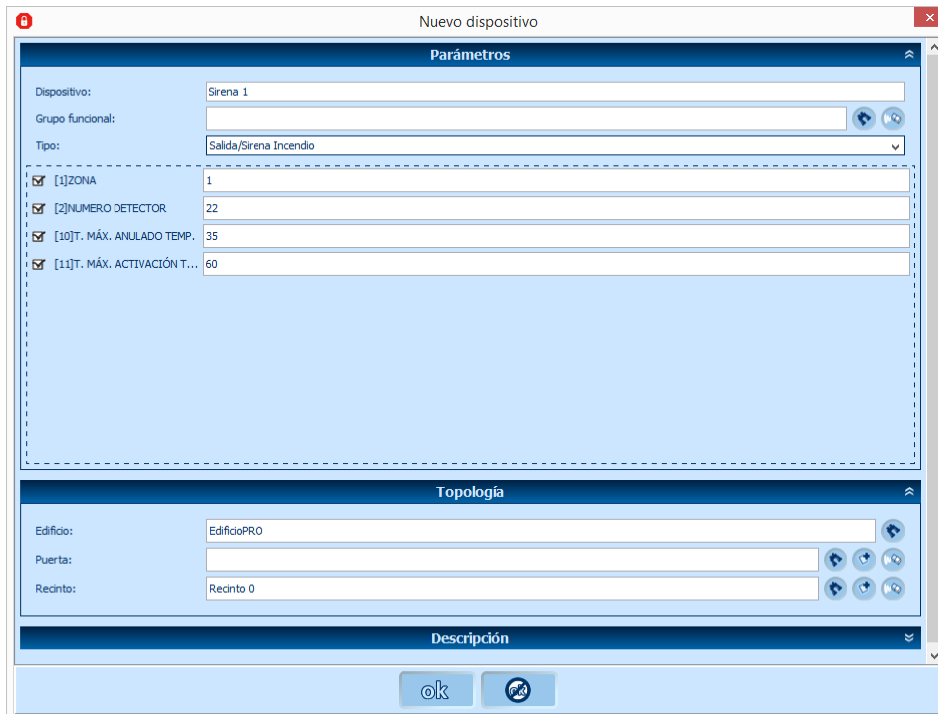 Nuevo dispositivo
Parámetros
Dispositivo: Sirena 1
Grupo funcional:
Tipo: Salida/Sirena Incendio
[1]ZONA 1
[2]NUMERO DETECTOR 22
[10]T. MÁX. ANULADO TEMP. 35
[11]T. MÁX. ACTIVACIÓN T... 60
Topología
Edificio: EdificioPRO
Puerta:
Recinto: Recinto 0
Descripción
ok ok